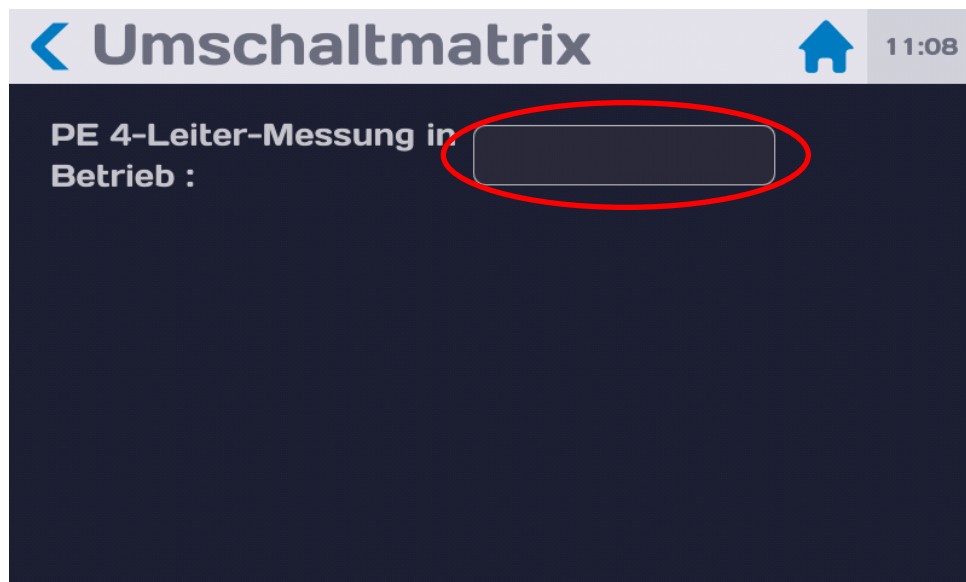 Umschaltmatrix
11:08
PE 4-Leiter-Messung in
Betrieb :